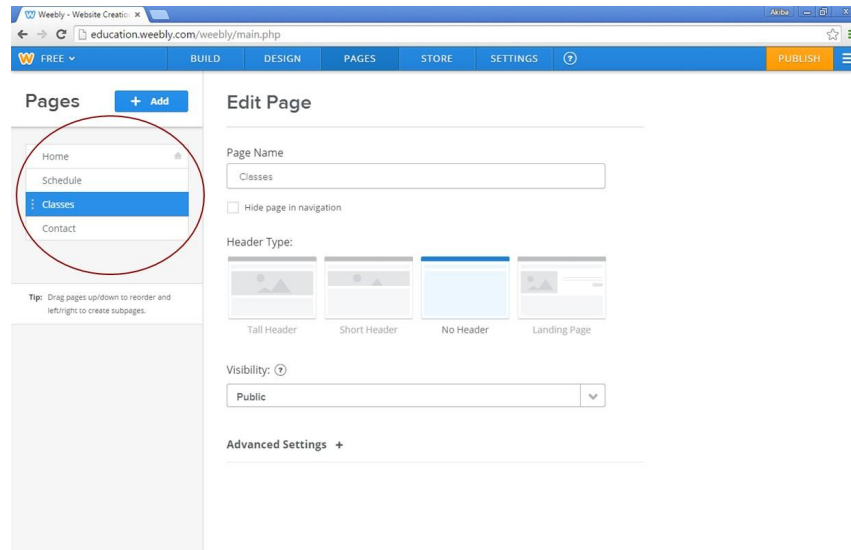 Weebly - Website Creatio
Akiba
education.weebly.com/weebly/main.php
FREE BUILD DESIGN PAGES STORE SETTINGS ? PUBLISH
Pages
+ Add
Home
Schedule
Classes
Contact
Tip: Drag pages up/down to reorder and
left/right to create subpages.
Edit Page
Page Name
Classes
Hide page in navigation
Header Type:
Tall Header Short Header No Header Landing Page
Visibility: ?
Public
Advanced Settings +